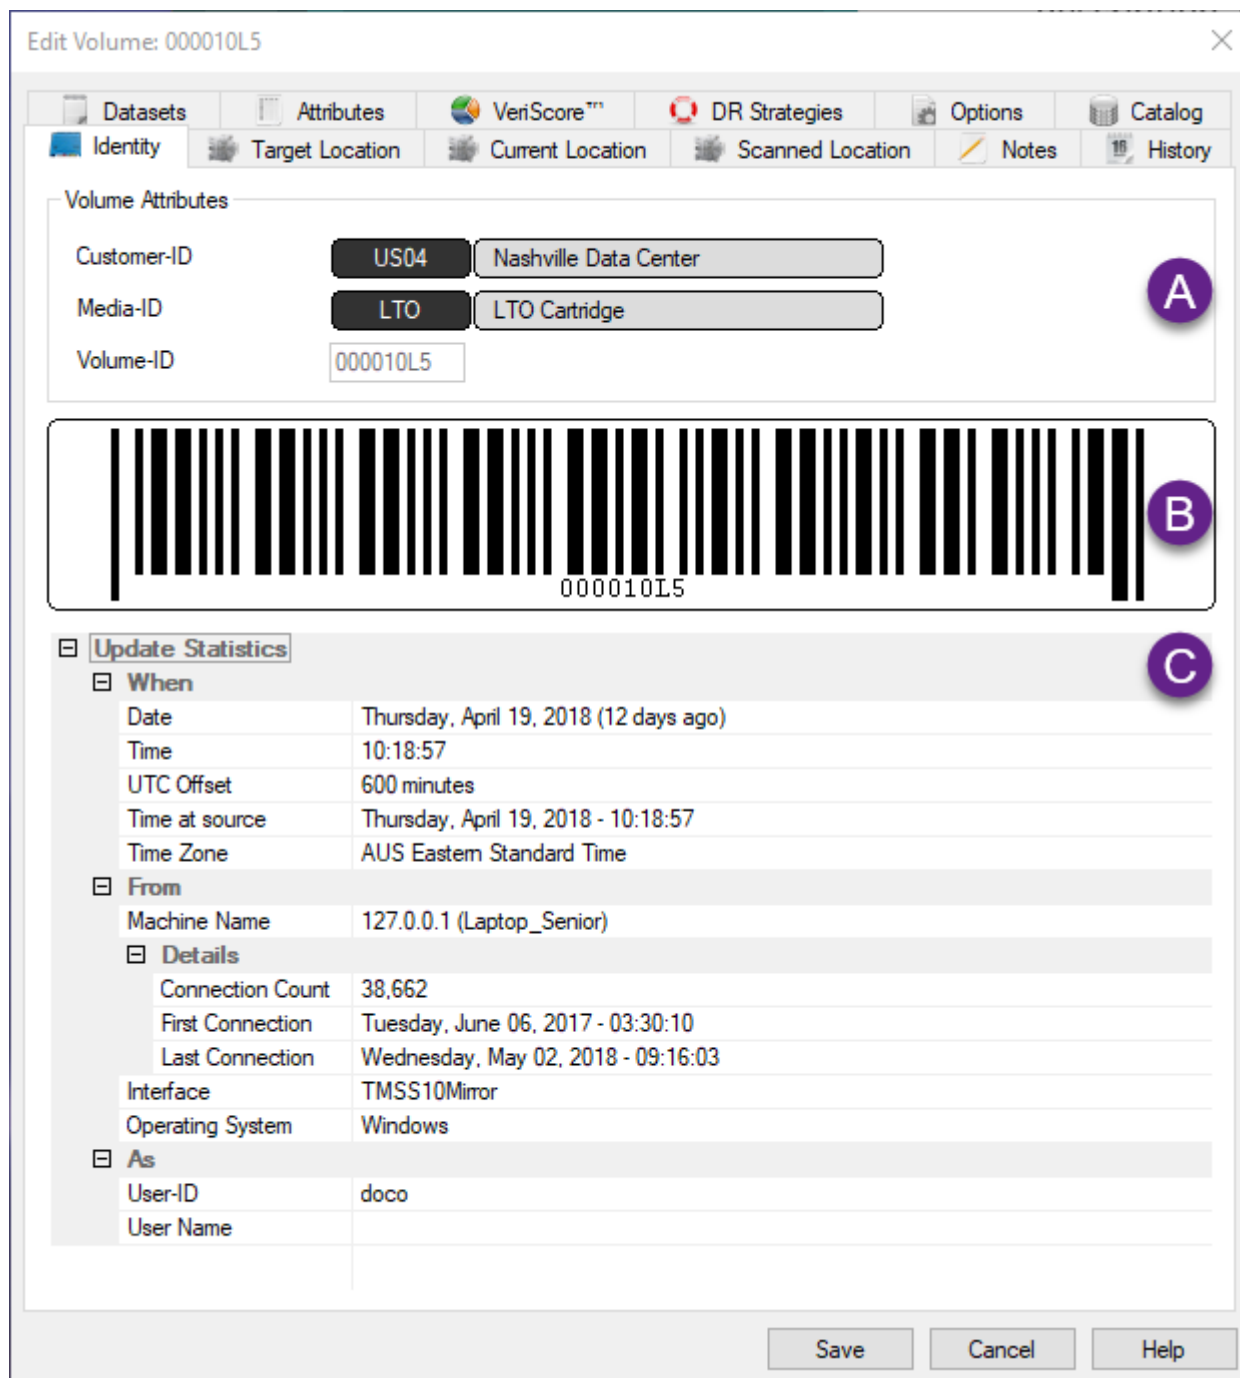 Edit Volume: 000010L5
Datasets Attributes VeriScore™ DR Strategies Options Catalog
Identity Target Location Current Location Scanned Location Notes 16 History
Volume Attributes
Customer-ID US04 Nashville Data Center
A
Media-ID LTO LTO Cartridge
Volume-ID 000010L5
B
000010L5
Update Statistics
C
When
Date Thursday, April 19, 2018 (12 days ago)
Time 10:18:57
UTC Offset 600 minutes
Time at source Thursday, April 19, 2018 - 10:18:57
Time Zone AUS Eastern Standard Time
From
Machine Name 127.0.0.1 (Laptop_Senior)
Details
Connection Count 38,662
First Connection Tuesday, June 06, 2017 - 03:30:10
Last Connection Wednesday, May 02, 2018 - 09:16:03
Interface TMSS10Mirror
Operating System Windows
As
User-ID doco
User Name
Save Cancel Help